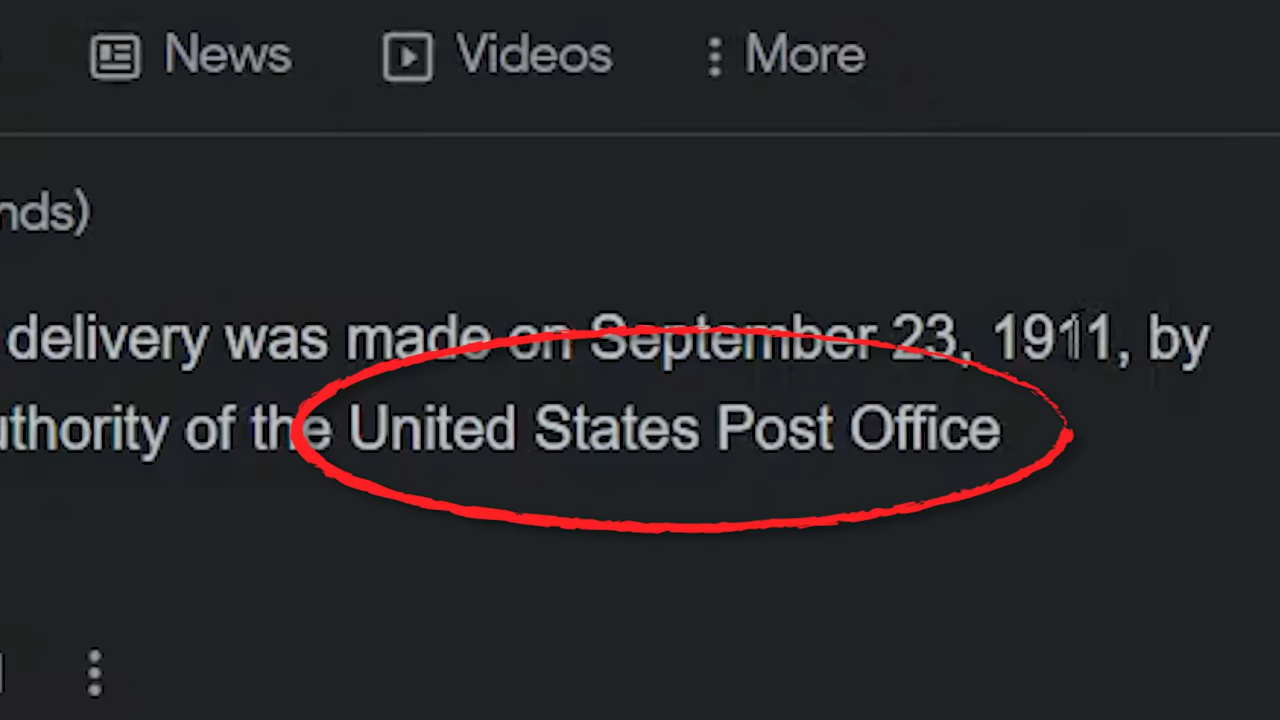 News Videos More
nds)
delivery was made on September 23, 1911, by
uthority of the United States Post Office